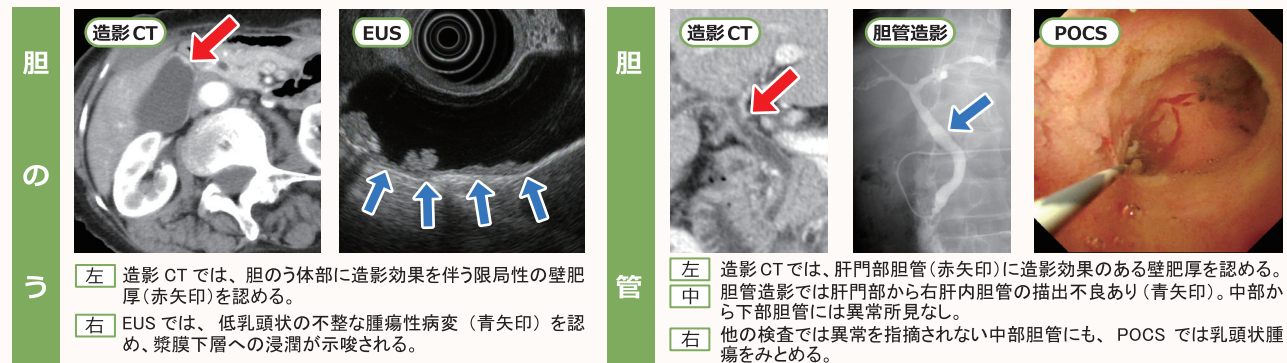 胆のう
造影CT
EUS
左 造影CTでは、胆のう体部に造影効果を伴う限局性の壁肥
厚（赤矢印）を認める。
右 EUSでは、低乳頭状の不整な腫瘍性病変（青矢印）を認
め、漿膜下層への浸潤が示唆される。
胆管
造影CT
胆管造影
POCS
左 造影CTでは、肝門部胆管（赤矢印）に造影効果のある壁肥厚を認める。
中 胆管造影では肝門部から右肝内胆管の描出不良あり（青矢印）。中部か
ら下部胆管には異常所見なし。
右 他の検査では異常を指摘されない中部胆管にも、POCSでは乳頭状腫
瘍をみとめる。